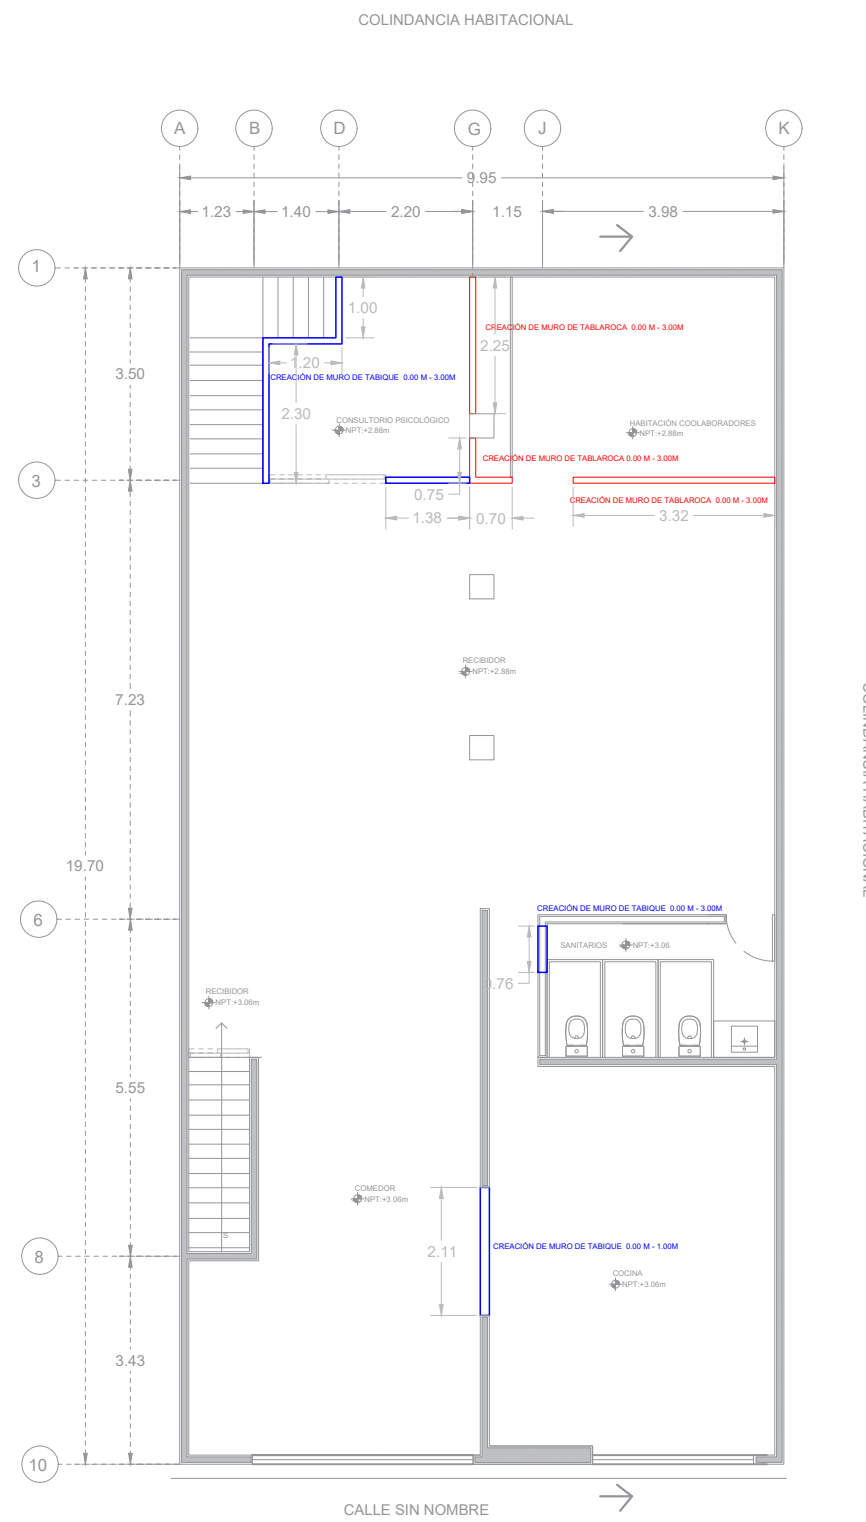 COLINDANCIA HABITACIONAL
A B D G J K
9.95
1.23 1.40 2.20 1.15 3.98
1
1.00
CREACIÓN DE MURO DE TABLAROCA 0.00 M - 3.00M
2.25
1.20
3.50
CREACIÓN DE MURO DE TABIQUE 0.00 M - 3.00M
2.30
CONSULTORIO PSICOLÓGICO
NPT:+2.88m
HABITACIÓN COOLABORADORES
NPT:+2.88m
CREACIÓN DE MURO DE TABLAROCA 0.00 M - 3.00M
3
0.75
CREACIÓN DE MURO DE TABLAROCA 0.00 M - 3.00M
1.38 0.70 3.32
RECIBIDOR
NPT:+2.88m
7.23
COLINDANCIA HABITACIONAL
19.70
CREACIÓN DE MURO DE TABIQUE 0.00 M - 3.00M
6
SANITARIOS NPT:+3.06
0.76
RECIBIDOR
NPT:+3.06m
5.55
COMEDOR
NPT:+3.06m
S
CREACIÓN DE MURO DE TABIQUE 0.00 M - 1.00M
2.11
8
COCINA
NPT:+3.06m
3.43
10
CALLE SIN NOMBRE